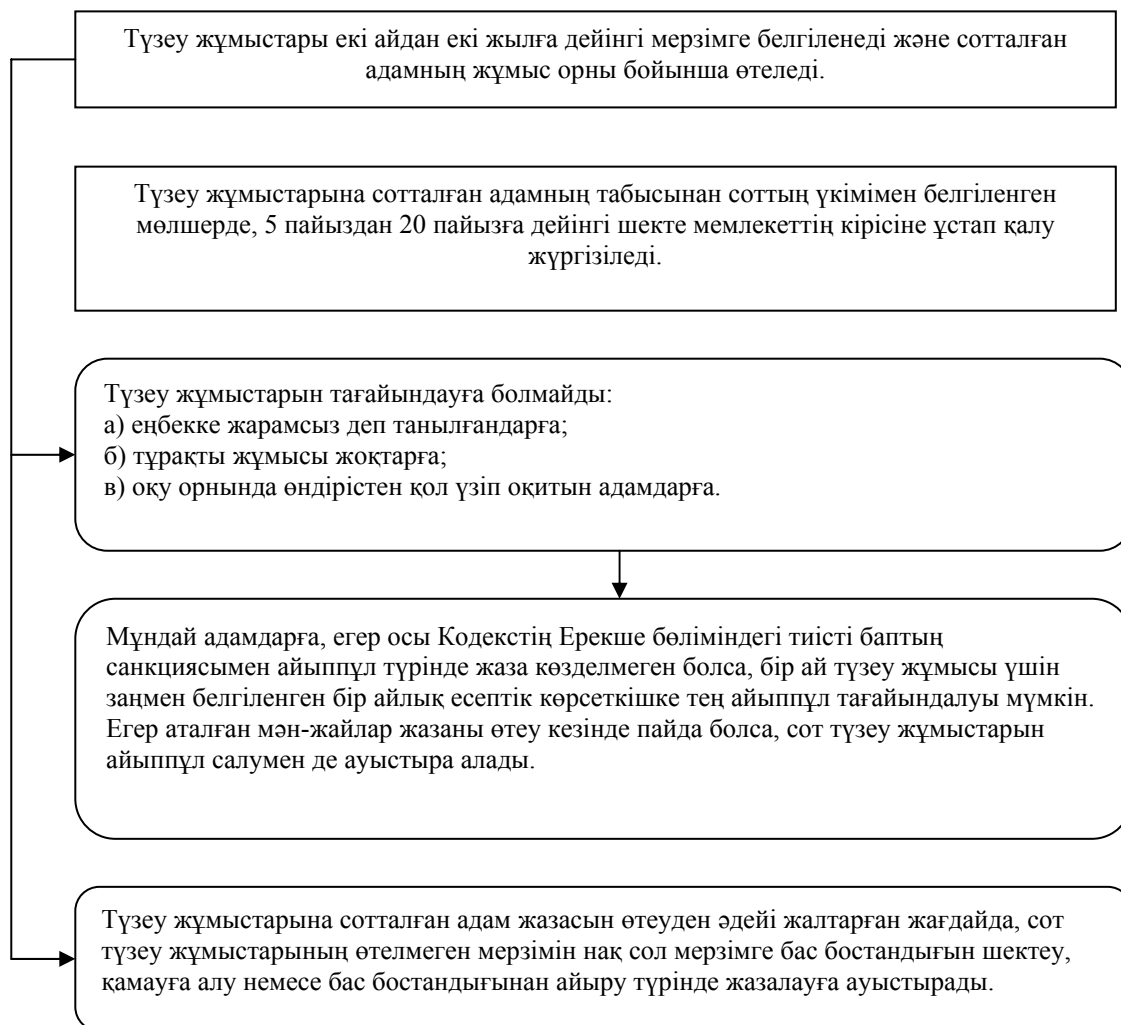 Түзеу жұмыстары екі айдан екі жылға дейінгі мерзімге белгіленеді және сотталған
адамның жұмыс орны бойынша өтеледі.
Түзеу жұмыстарына сотталған адамның табысынан соттың үкімімен белгіленген
мөлшерде, 5 пайыздан 20 пайызға дейінгі шекте мемлекеттің кірісіне ұстап қалу
жүргізіледі.
Түзеу жұмыстарын тағайындауға болмайды:
а) еңбекке жарамсыз деп танылғандарға;
б) тұрақты жұмысы жоқтарға;
в) оқу орнында өндірістен қол үзіп оқитын адамдарға.
Мұндай адамдарға, егер осы Кодекстің Ерекше бөліміндегі тиісті баптың
санкциясымен айыппұл түрінде жаза көзделмеген болса, бір ай түзеу жұмысы үшін
заңмен белгіленген бір айлық есептік көрсеткішке тең айыппұл тағайындалуы мүмкін.
Егер аталған мән-жайлар жазаны өтеу кезінде пайда болса, сот түзеу жұмыстарын
айыппұл салумен де ауыстыра алады.
Түзеу жұмыстарына сотталған адам жазасын өтеуден әдейі жалтарған жағдайда, сот
түзеу жұмыстарының өтелмеген мерзімін нақ сол мерзімге бас бостандығын шектеу,
қамауға алу немесе бас бостандығынан айыру түрінде жазалауға ауыстырады.